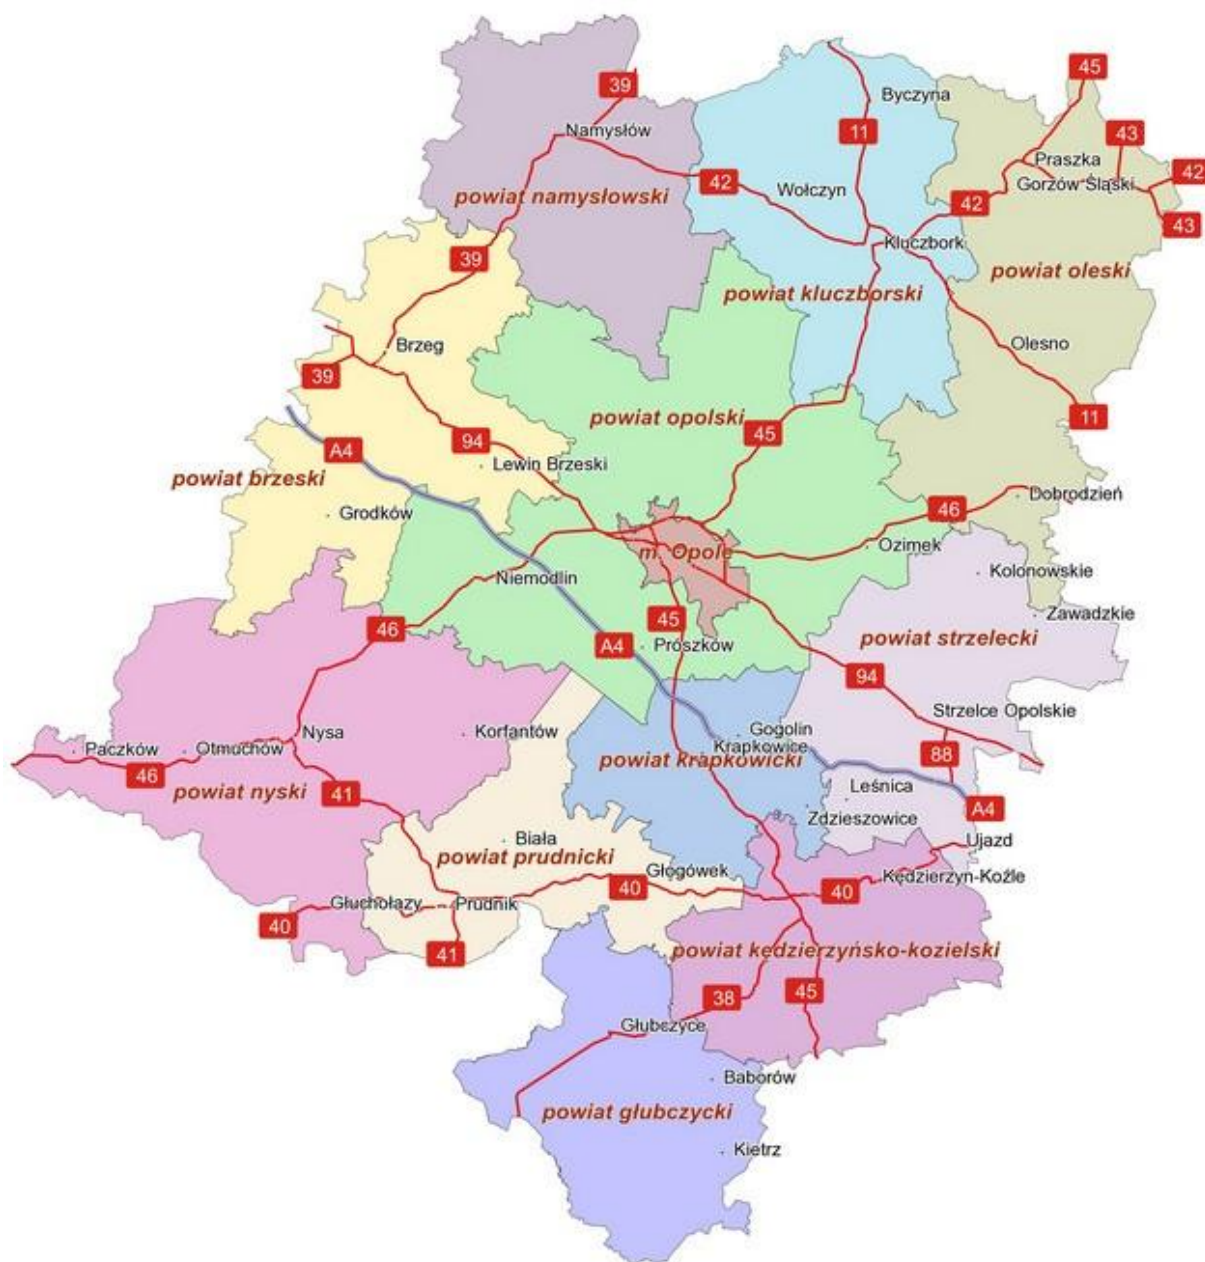 45
39
Byczyna
Namysłów
11
43
Praszka
42
Gorzów Śląski
42
Wołczyn
powiat namysłowski
42
43
Kluczbork
39
powiat oleski
powiat kluczborski
Olesno
Brzeg
39
powiat opolski
11
45
94
A4
Lewin Brzeski
powiat brzeski
Dobrodzień
46
Grodków
m. Opole
Ozimek
Kolonowskie
Niemodlin
Zawadzkie
45
46
powiat strzelecki
A4
Prószków
94
Strzelce Opolskie
Nysa
Korfantów
Gogolin
Krapkowice
Paczków
Otmuchów
88
powiat krapkowicki
46
powiat nyski
41
Leśnica
A4
Zdzieszowice
Biała
Ujazd
powiat prudnicki
Głogówek
Kędzierzyn-Koźle
40
40
Głuchołazy
Prudnik
40
41
powiat kędzierzyńsko-kozielski
38
45
Głubczyce
Baborów
powiat głubczycki
Kietrz